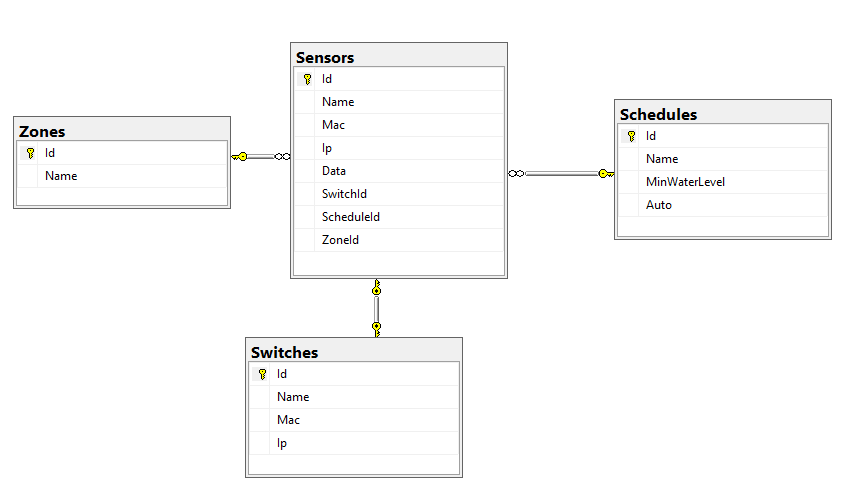 Sensors
Id
Name
Mac
Ip
Data
SwitchId
ScheduleId
ZoneId
Zones
Id
Name
Schedules
Id
Name
MinWaterLevel
Auto
Switches
Id
Name
Mac
Ip